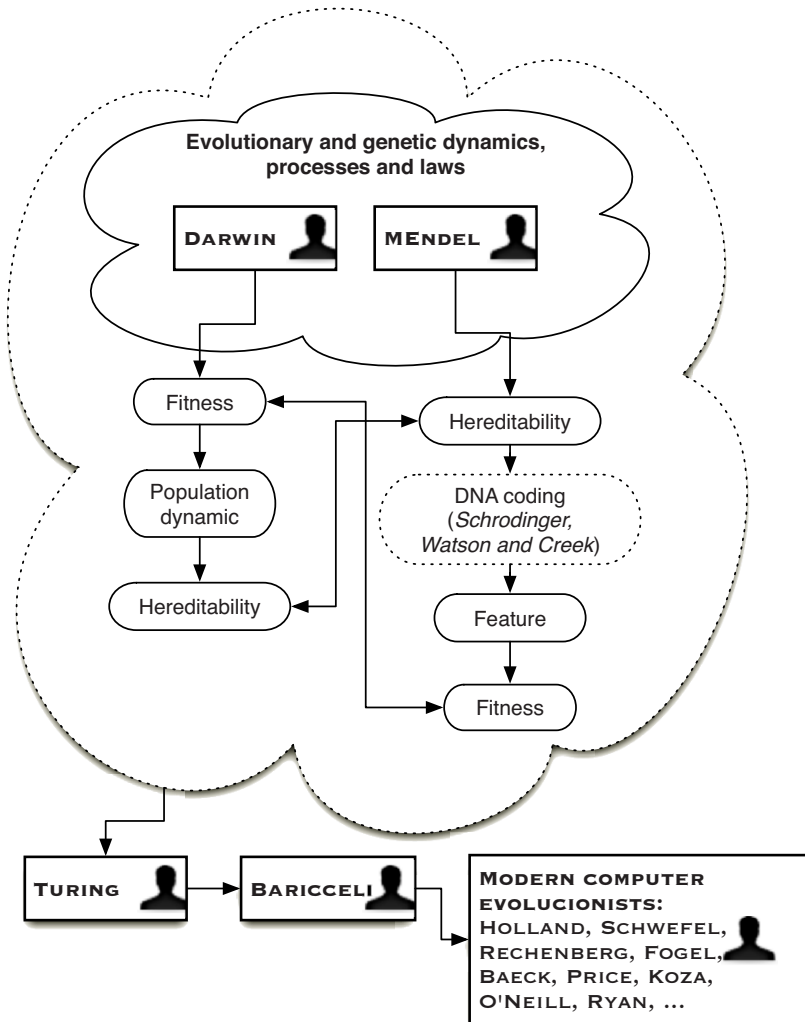 Evolutionary and genetic dynamics,
processes and laws
DARWIN
MENDEL
Fitness
Population
dynamic
Hereditability
Hereditability
DNA coding
(Schrodinger,
Watson and Creek)
Feature
Fitness
TURING
BARICCELI
MODERN COMPUTER
EVOLUCIONISTS:
HOLLAND, SCHWEFEL,
RECHENBERG, FOGEL,
BAECK, PRICE, KOZA,
O'NEILL, RYAN, ...